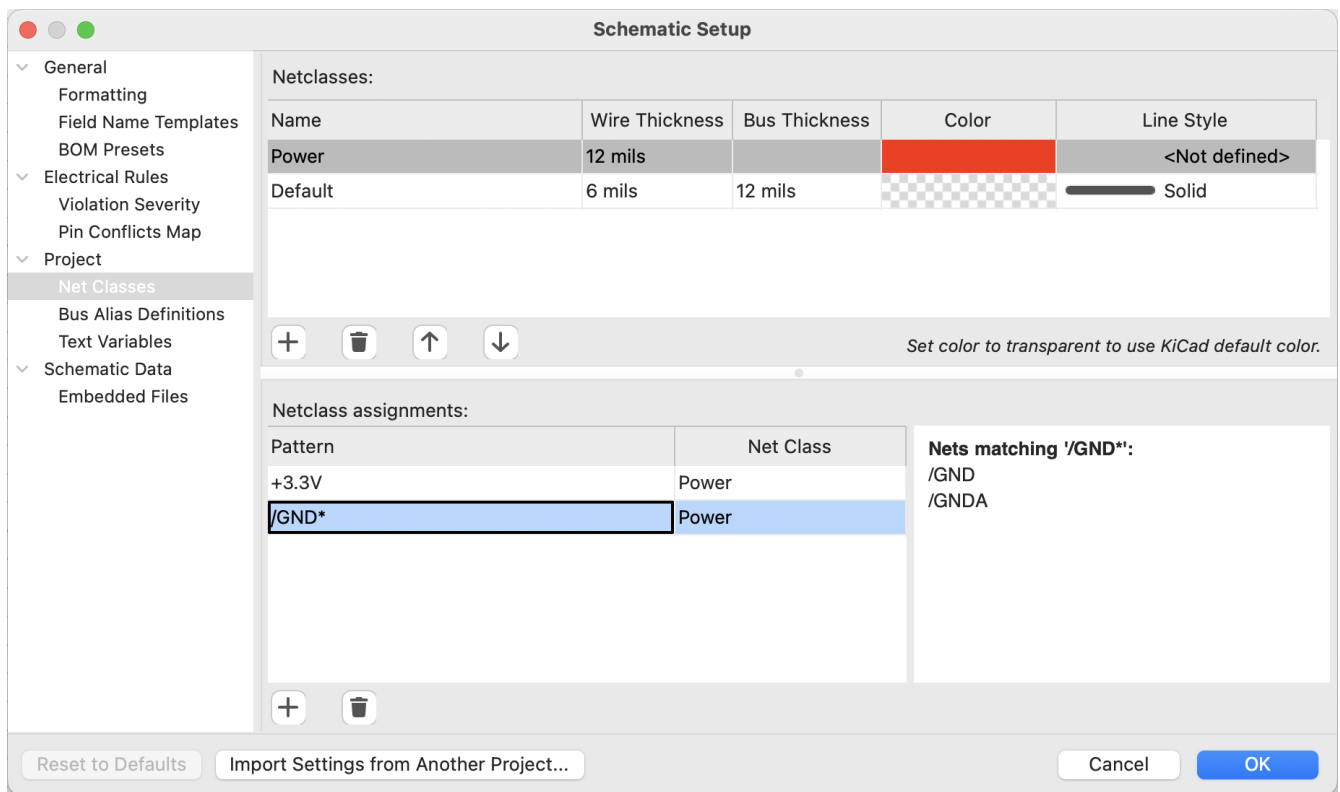 Schematic Setup
General
Formatting
Field Name Templates
BOM Presets
Electrical Rules
Violation Severity
Pin Conflicts Map
Project
Net Classes
Bus Alias Definitions
Text Variables
Schematic Data
Embedded Files
Netclasses:
Name Wire Thickness Bus Thickness Color Line Style
Power 12 mils <Not defined>
Default 6 mils 12 mils Solid
Set color to transparent to use KiCad default color.
Netclass assignments:
Pattern Net Class
+3.3V Power
/GND* Power
Nets matching '/GND*':
/GND
/GNDA
Reset to Defaults Import Settings from Another Project... Cancel OK